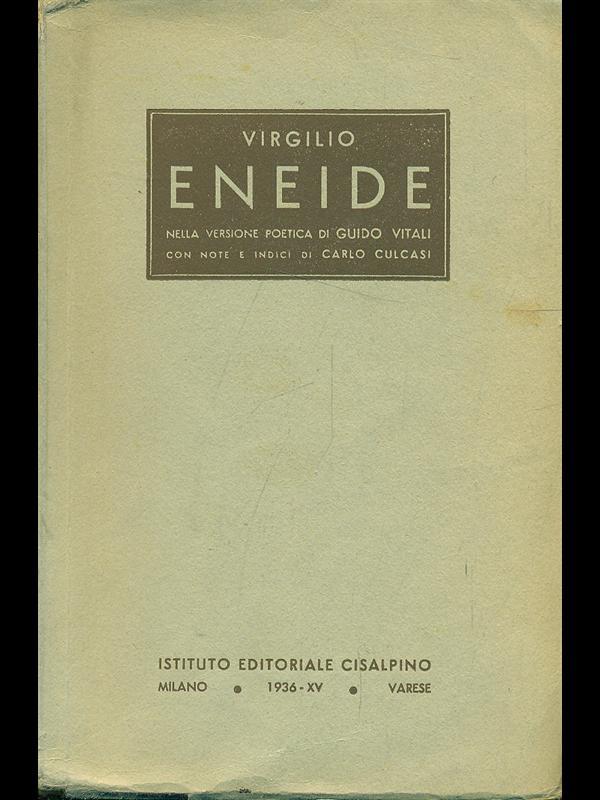 VIRGILIO
ENEIDE
NELLA VERSIONE POETICA DI GUIDO VITALI
CON NOTE E INDICI DI CARLO CULCASI
ISTITUTO EDITORIALE CISALPINO
MILANO • 1936-XV • VARESE